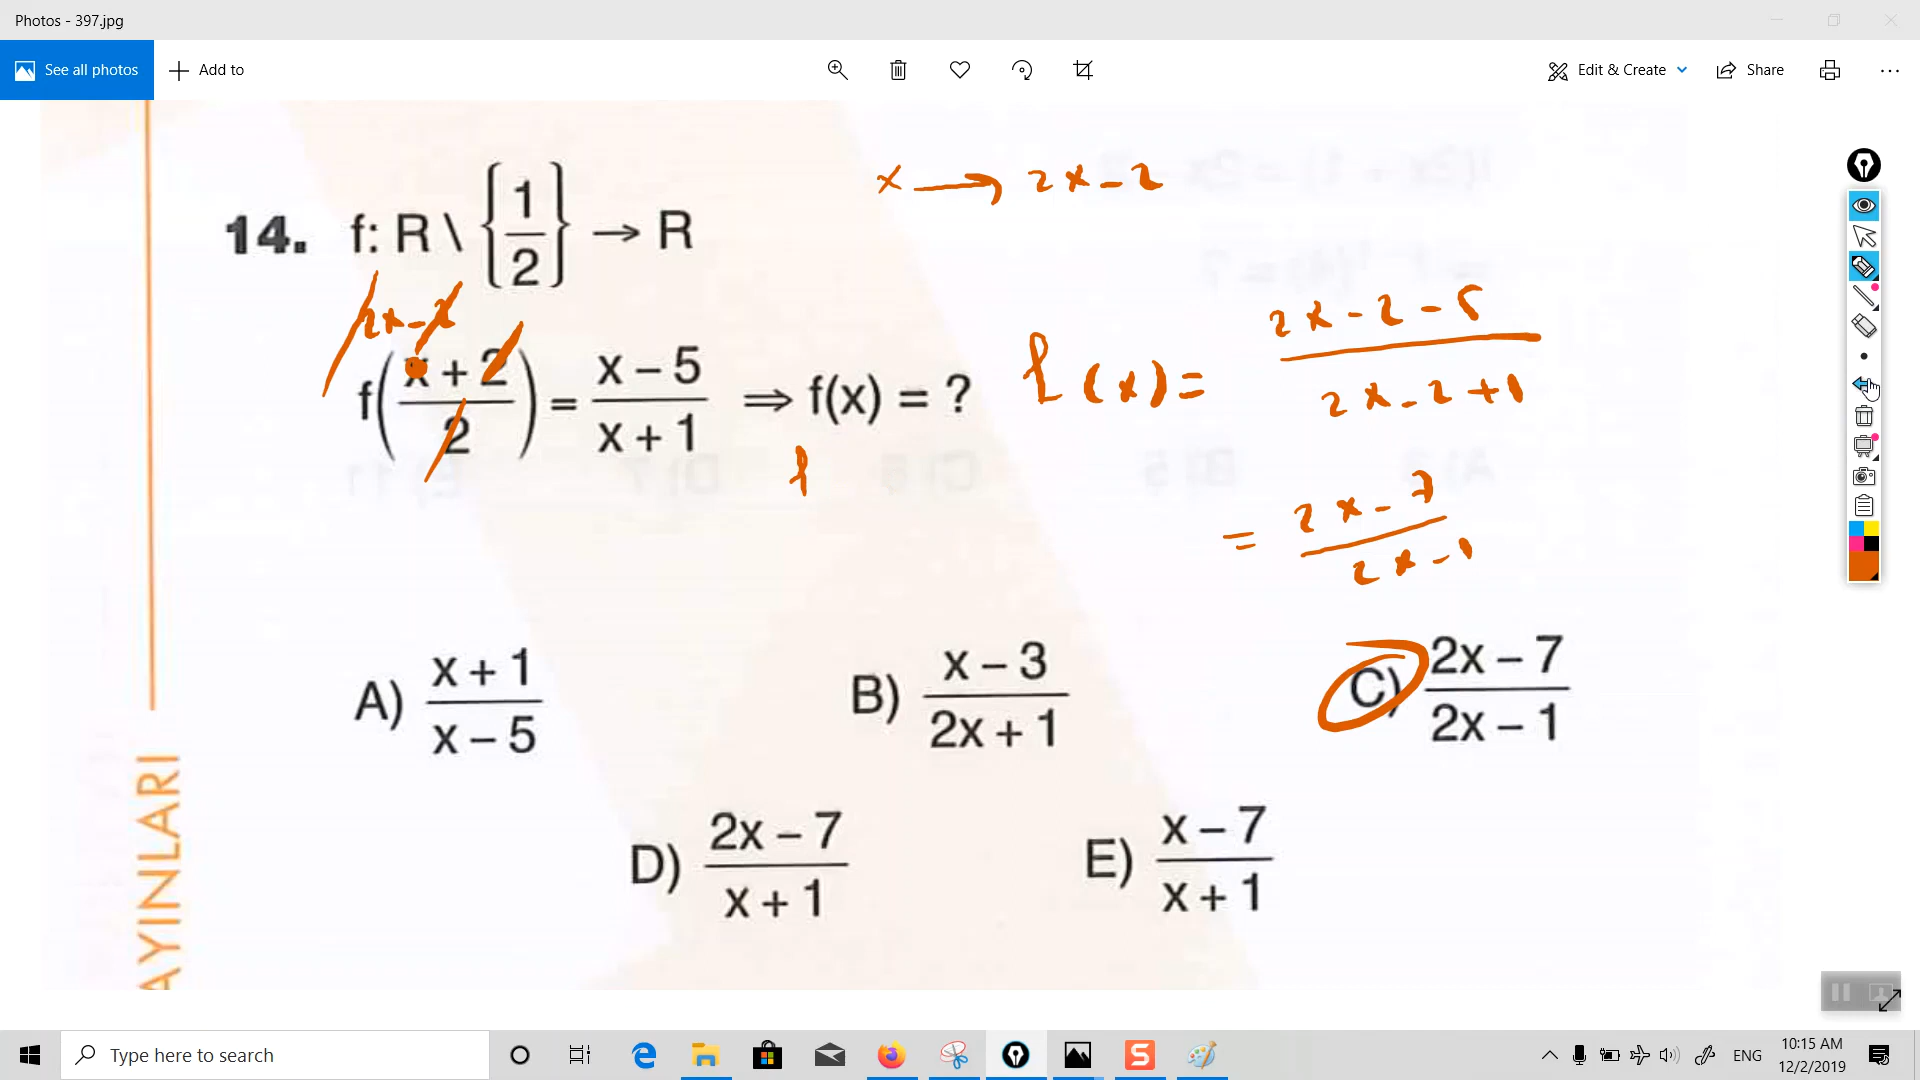 Photos - 397.jpg
See all photos
Add to
Edit & Create
Share
x → 2x - 2
14. f: R \ {1/2} → R
2x - 2
f((x + 2)/2) = (x – 5)/(x + 1) ⇒ f(x) = ?
f(x) = (2x - 2 - 5)/(2x - 2 + 1)
f
= (2x - 7)/(2x - 1)
A) (x + 1)/(x – 5)
B) (x – 3)/(2x + 1)
C) (2x – 7)/(2x – 1)
D) (2x – 7)/(x + 1)
E) (x – 7)/(x + 1)
AYINLARI
Type here to search
ENG
10:15 AM
12/2/2019